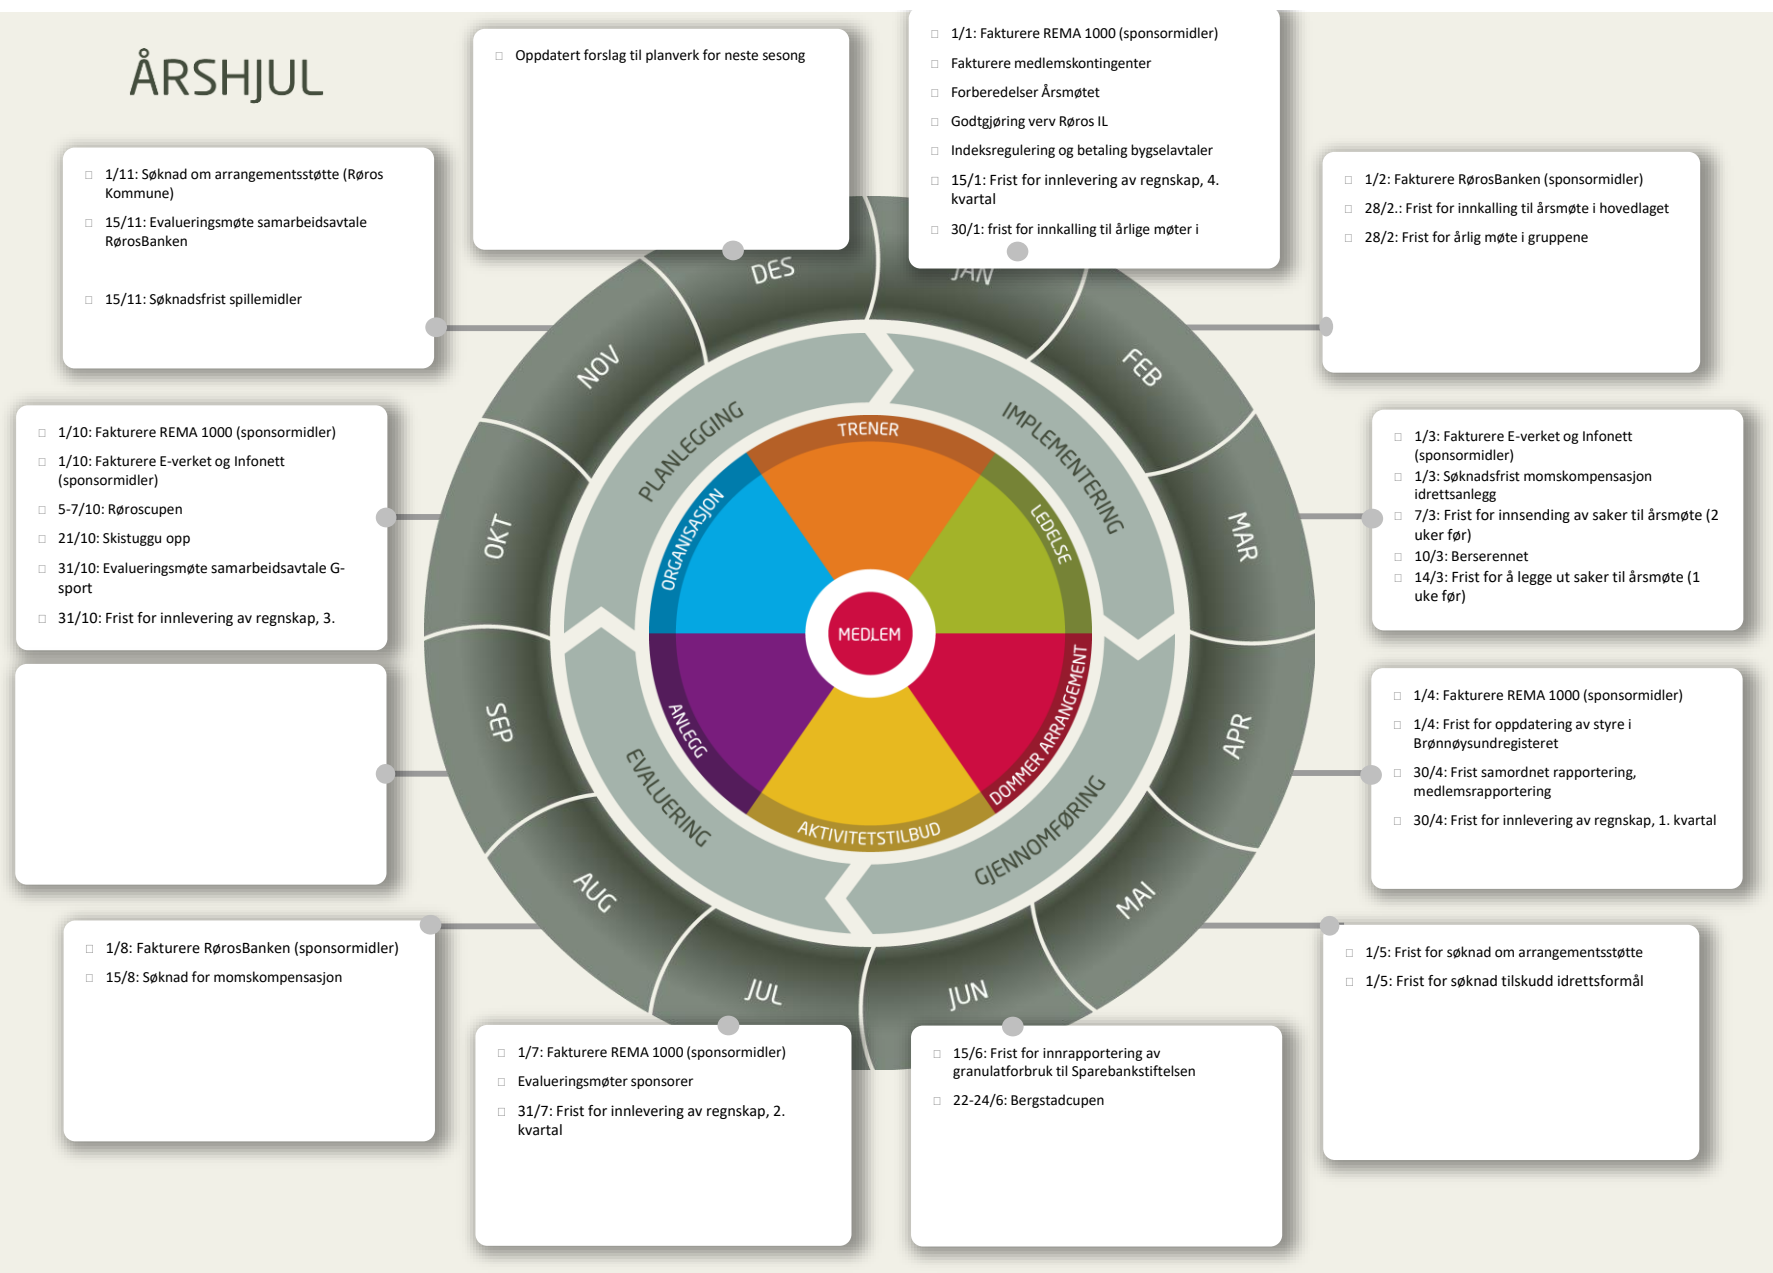 ÅRSHJUL
Oppdatert forslag til planverk for neste sesong
1/1: Fakturere REMA 1000 (sponsormidler)
Fakturere medlemskontingenter
Forberedelser Årsmøtet
Godtgjøring verv Røros IL
Indeksregulering og betaling bygselavtaler
15/1: Frist for innlevering av regnskap, 4.
kvartal
30/1: frist for innkalling til årlige møter i
1/2: Fakturere RørosBanken (sponsormidler)
28/2.: Frist for innkalling til årsmøte i hovedlaget
28/2: Frist for årlig møte i gruppene
1/3: Fakturere E-verket og Infonett
(sponsormidler)
1/3: Søknadsfrist momskompensasjon
idrettsanlegg
7/3: Frist for innsending av saker til årsmøte (2
uker før)
10/3: Berserennet
14/3: Frist for å legge ut saker til årsmøte (1
uke før)
1/4: Fakturere REMA 1000 (sponsormidler)
1/4: Frist for oppdatering av styre i
Brønnøysundregisteret
30/4: Frist samordnet rapportering,
medlemsrapportering
30/4: Frist for innlevering av regnskap, 1. kvartal
1/5: Frist for søknad om arrangementsstøtte
1/5: Frist for søknad tilskudd idrettsformål
15/6: Frist for innrapportering av
granulatforbruk til Sparebankstiftelsen
22-24/6: Bergstadcupen
1/7: Fakturere REMA 1000 (sponsormidler)
Evalueringsmøter sponsorer
31/7: Frist for innlevering av regnskap, 2.
kvartal
1/8: Fakturere RørosBanken (sponsormidler)
15/8: Søknad for momskompensasjon
1/10: Fakturere REMA 1000 (sponsormidler)
1/10: Fakturere E-verket og Infonett
(sponsormidler)
5-7/10: Røroscupen
21/10: Skistuggu opp
31/10: Evalueringsmøte samarbeidsavtale G-
sport
31/10: Frist for innlevering av regnskap, 3.
1/11: Søknad om arrangementsstøtte (Røros
Kommune)
15/11: Evalueringsmøte samarbeidsavtale
RørosBanken
15/11: Søknadsfrist spillemidler
JAN
FEB
MAR
APR
MAI
JUN
JUL
AUG
SEP
OKT
NOV
DES
PLANLEGGING
IMPLEMENTERING
GJENNOMFØRING
EVALUERING
TRENER
LEDELSE
DOMMER ARRANGEMENT
AKTIVITETSTILBUD
ANLEGG
ORGANISASJON
MEDLEM